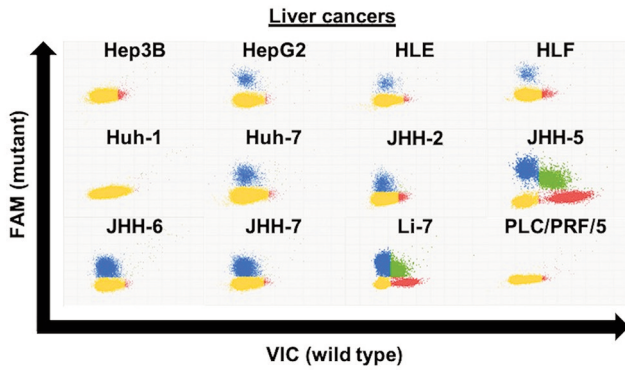 Liver cancers
Hep3B HepG2 HLE HLF
Huh-1 Huh-7 JHH-2 JHH-5
JHH-6 JHH-7 Li-7 PLC/PRF/5
FAM (mutant)
VIC (wild type)